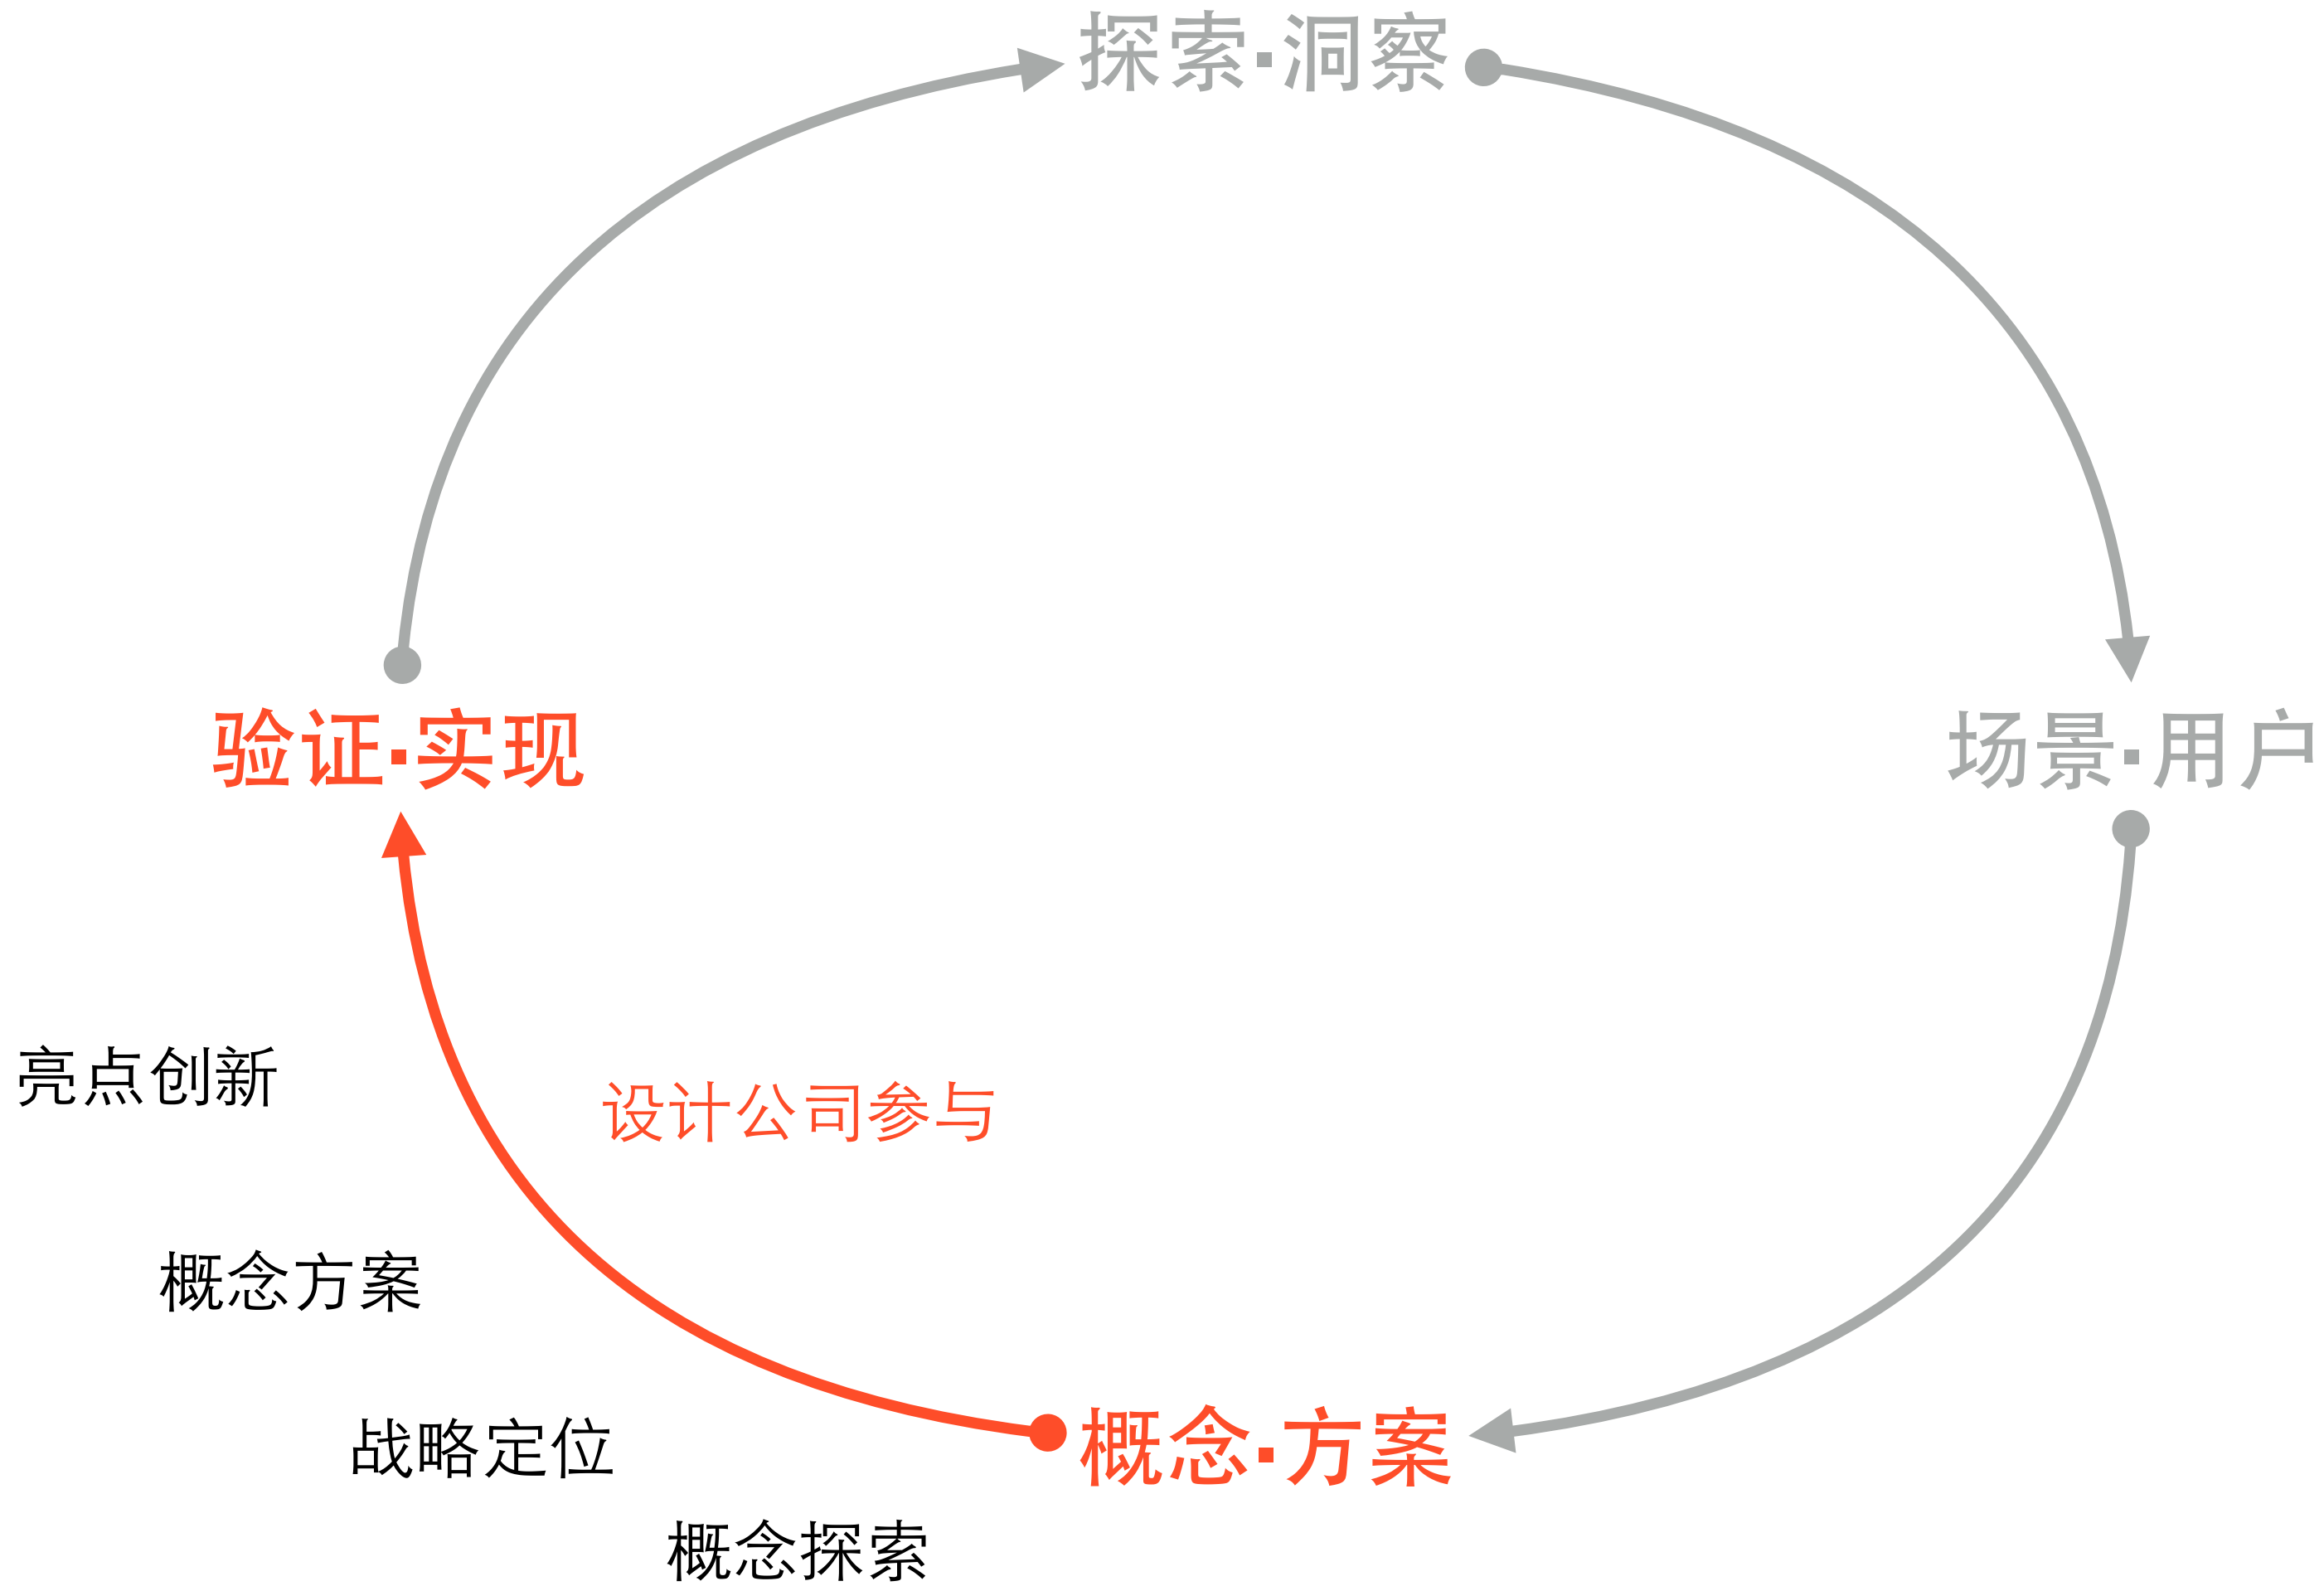 探索·洞察
验证·实现
场景·用户
亮点创新
设计公司参与
概念方案
概念·方案
战略定位
概念探索